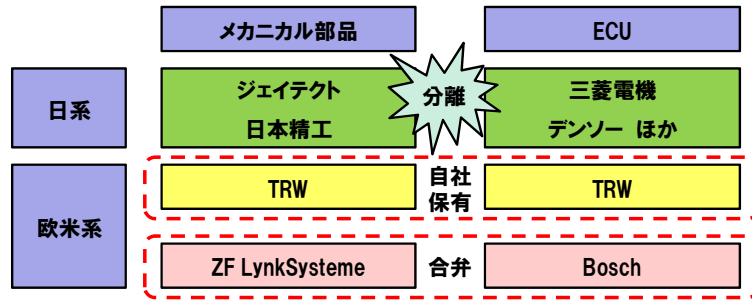 メカニカル部品
ECU
日系
ジェイテクト
日本精工
分離
三菱電機
デンソー ほか
欧米系
TRW
自社
保有
TRW
ZF LynkSysteme
合弁
Bosch